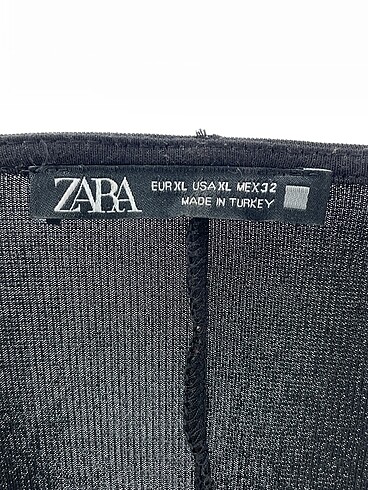 ZARA
EUR XL USA XL MEX 32
MADE IN TURKEY